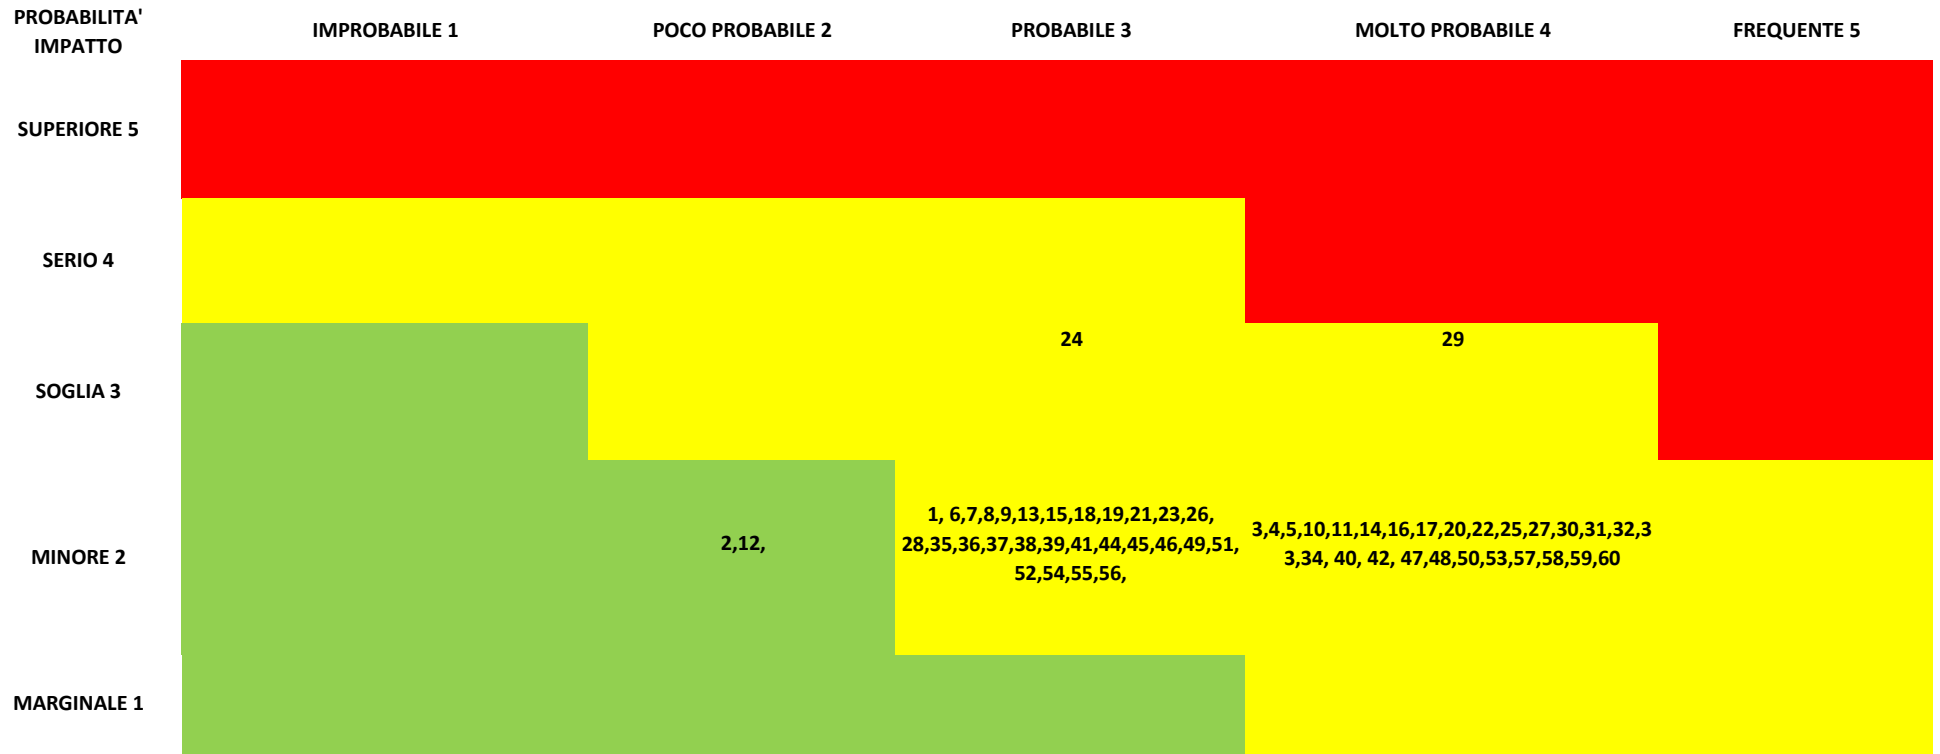 PROBABILITA'
IMPATTO
IMPROBABILE 1
POCO PROBABILE 2
PROBABILE 3
MOLTO PROBABILE 4
FREQUENTE 5
SUPERIORE 5
SERIO 4
SOGLIA 3
24
29
MINORE 2
2,12,
1, 6,7,8,9,13,15,18,19,21,23,26,
28,35,36,37,38,39,41,44,45,46,49,51,
52,54,55,56,
3,4,5,10,11,14,16,17,20,22,25,27,30,31,32,3
3,34, 40, 42, 47,48,50,53,57,58,59,60
MARGINALE 1